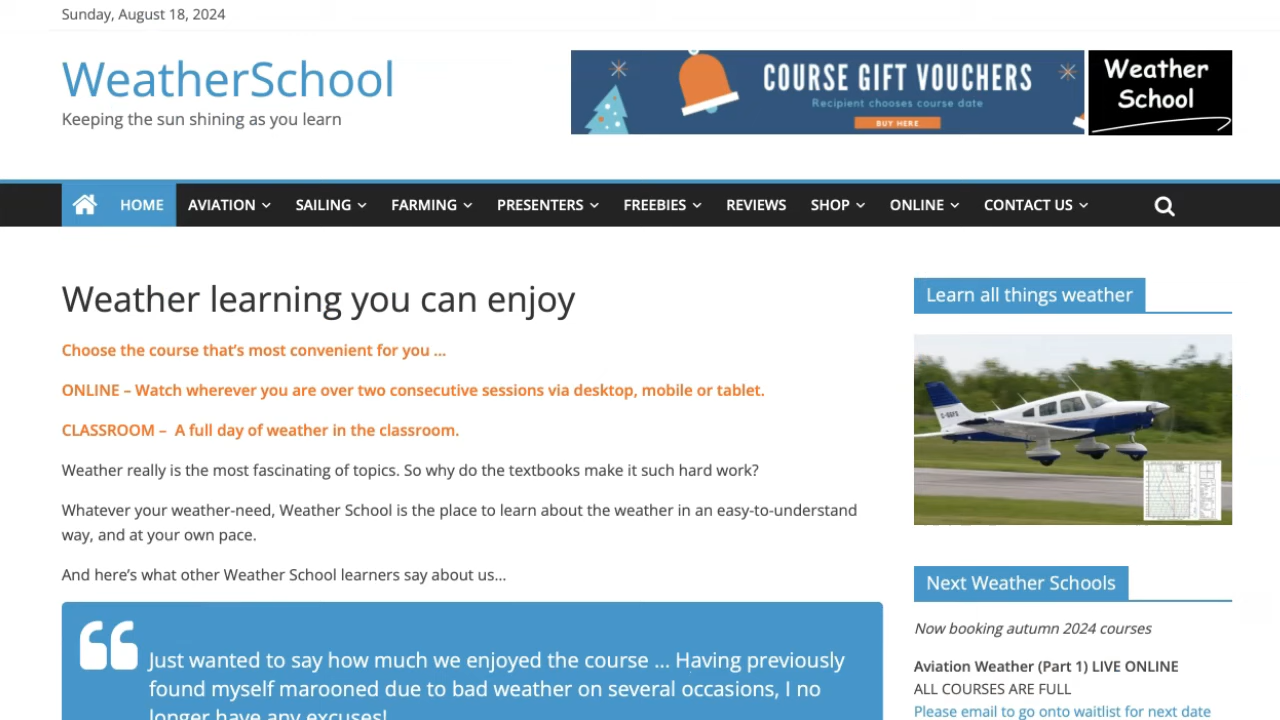 Sunday, August 18, 2024
WeatherSchool
Keeping the sun shining as you learn
COURSE GIFT VOUCHERS
Recipient chooses course date
BUY HERE
Weather
School
HOME AVIATION SAILING FARMING PRESENTERS FREEBIES REVIEWS SHOP ONLINE CONTACT US
Weather learning you can enjoy
Choose the course that's most convenient for you ...
ONLINE – Watch wherever you are over two consecutive sessions via desktop, mobile or tablet.
CLASSROOM – A full day of weather in the classroom.
Weather really is the most fascinating of topics. So why do the textbooks make it such hard work?
Whatever your weather-need, Weather School is the place to learn about the weather in an easy-to-understand
way, and at your own pace.
And here's what other Weather School learners say about us...
Just wanted to say how much we enjoyed the course ... Having previously
found myself marooned due to bad weather on several occasions, I no
longer have any excuses!
Learn all things weather
Next Weather Schools
Now booking autumn 2024 courses
Aviation Weather (Part 1) LIVE ONLINE
ALL COURSES ARE FULL
Please email to go onto waitlist for next date